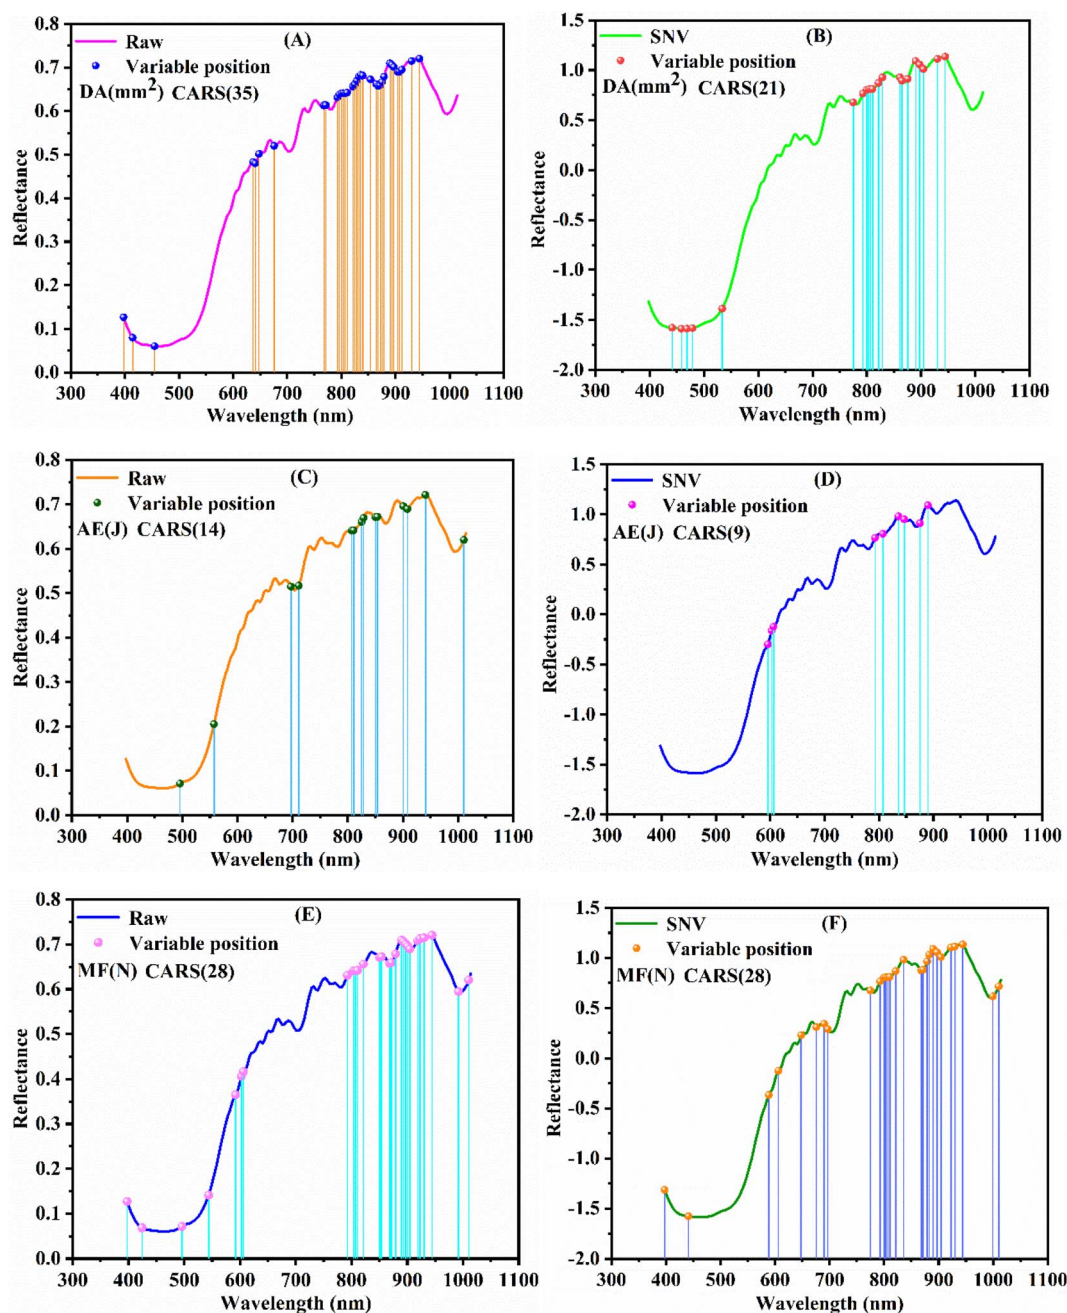 (A)
Raw
Variable position
DA(mm²) CARS(35)
Reflectance
0.8
0.7
0.6
0.5
0.4
0.3
0.2
0.1
0.0
300 400 500 600 700 800 900 1000 1100
Wavelength (nm)
(B)
SNV
Variable position
DA(mm²) CARS(21)
Reflectance
1.5
1.0
0.5
0.0
-0.5
-1.0
-1.5
-2.0
300 400 500 600 700 800 900 1000 1100
Wavelength (nm)
(C)
Raw
Variable position
AE(J) CARS(14)
Reflectance
0.8
0.7
0.6
0.5
0.4
0.3
0.2
0.1
0.0
300 400 500 600 700 800 900 1000 1100
Wavelength (nm)
(D)
SNV
Variable position
AE(J) CARS(9)
Reflectance
1.5
1.0
0.5
0.0
-0.5
-1.0
-1.5
-2.0
300 400 500 600 700 800 900 1000 1100
Wavelength (nm)
(E)
Raw
Variable position
MF(N) CARS(28)
Reflectance
0.8
0.7
0.6
0.5
0.4
0.3
0.2
0.1
0.0
300 400 500 600 700 800 900 1000 1100
Wavelength (nm)
(F)
SNV
Variable position
MF(N) CARS(28)
Reflectance
1.5
1.0
0.5
0.0
-0.5
-1.0
-1.5
-2.0
300 400 500 600 700 800 900 1000 1100
Wavelength (nm)